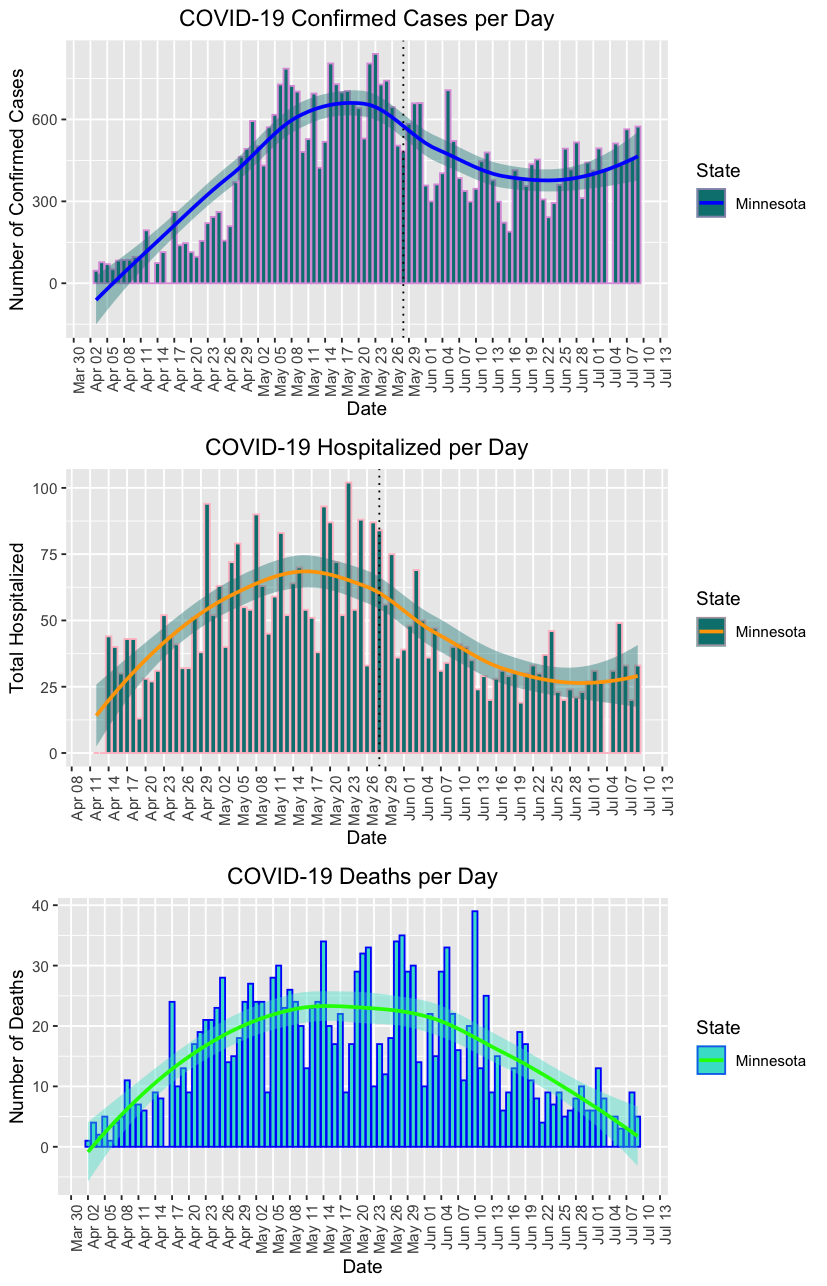 COVID-19 Confirmed Cases per Day
Number of Confirmed Cases
600
300
0
Mar 30
Apr 02
Apr 05
Apr 08
Apr 11
Apr 14
Apr 17
Apr 20
Apr 23
Apr 26
Apr 29
May 02
May 05
May 08
May 11
May 14
May 17
May 20
May 23
May 26
May 29
Jun 01
Jun 04
Jun 07
Jun 10
Jun 13
Jun 16
Jun 19
Jun 22
Jun 25
Jun 28
Jul 01
Jul 04
Jul 07
Jul 10
Jul 13
Date
State
Minnesota
COVID-19 Hospitalized per Day
Total Hospitalized
100
75
50
25
0
Apr 08
Apr 11
Apr 14
Apr 17
Apr 20
Apr 23
Apr 26
Apr 29
May 02
May 05
May 08
May 11
May 14
May 17
May 20
May 23
May 26
May 29
Jun 01
Jun 04
Jun 07
Jun 10
Jun 13
Jun 16
Jun 19
Jun 22
Jun 25
Jun 28
Jul 01
Jul 04
Jul 07
Jul 10
Jul 13
Date
State
Minnesota
COVID-19 Deaths per Day
Number of Deaths
40
30
20
10
0
Mar 30
Apr 02
Apr 05
Apr 08
Apr 11
Apr 14
Apr 17
Apr 20
Apr 23
Apr 26
Apr 29
May 02
May 05
May 08
May 11
May 14
May 17
May 20
May 23
May 26
May 29
Jun 01
Jun 04
Jun 07
Jun 10
Jun 13
Jun 16
Jun 19
Jun 22
Jun 25
Jun 28
Jul 01
Jul 04
Jul 07
Jul 10
Jul 13
Date
State
Minnesota